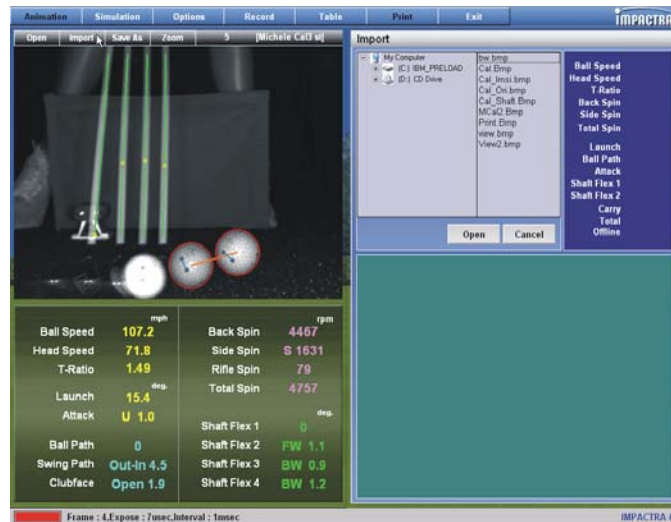 Animation Simulation Options Record Table Print Exit iMPACTRA
Open Import Save As Zoom 5 [Michele Cal3 sl]
Import
My Computer
(C:) IBM_PRELOAD
(D:) CD Drive
bw.bmp
Cal.Bmp
Cal_Imsi.bmp
Cal_Ori.bmp
Cal_Shaft.Bmp
MCal2.Bmp
Print.Bmp
view.bmp
View2.bmp
Open Cancel
Ball Speed
Head Speed
T-Ratio
Back Spin
Side Spin
Total Spin
Launch
Ball Path
Attack
Shaft Flex 1
Shaft Flex 2
Carry
Total
Offline
mph
Ball Speed 107.2
Head Speed 71.8
T-Ratio 1.49
deg.
Launch 15.4
Attack U 1.0
Ball Path 0
Swing Path Out-In 4.5
Clubface Open 1.9
rpm
Back Spin 4467
Side Spin S 1631
Rifle Spin 79
Total Spin 4757
deg.
Shaft Flex 1 0
Shaft Flex 2 FW 1.1
Shaft Flex 3 BW 0.9
Shaft Flex 4 BW 1.2
Frame : 4,Expose : 7usec,Interval : 1msec IMPACTRA